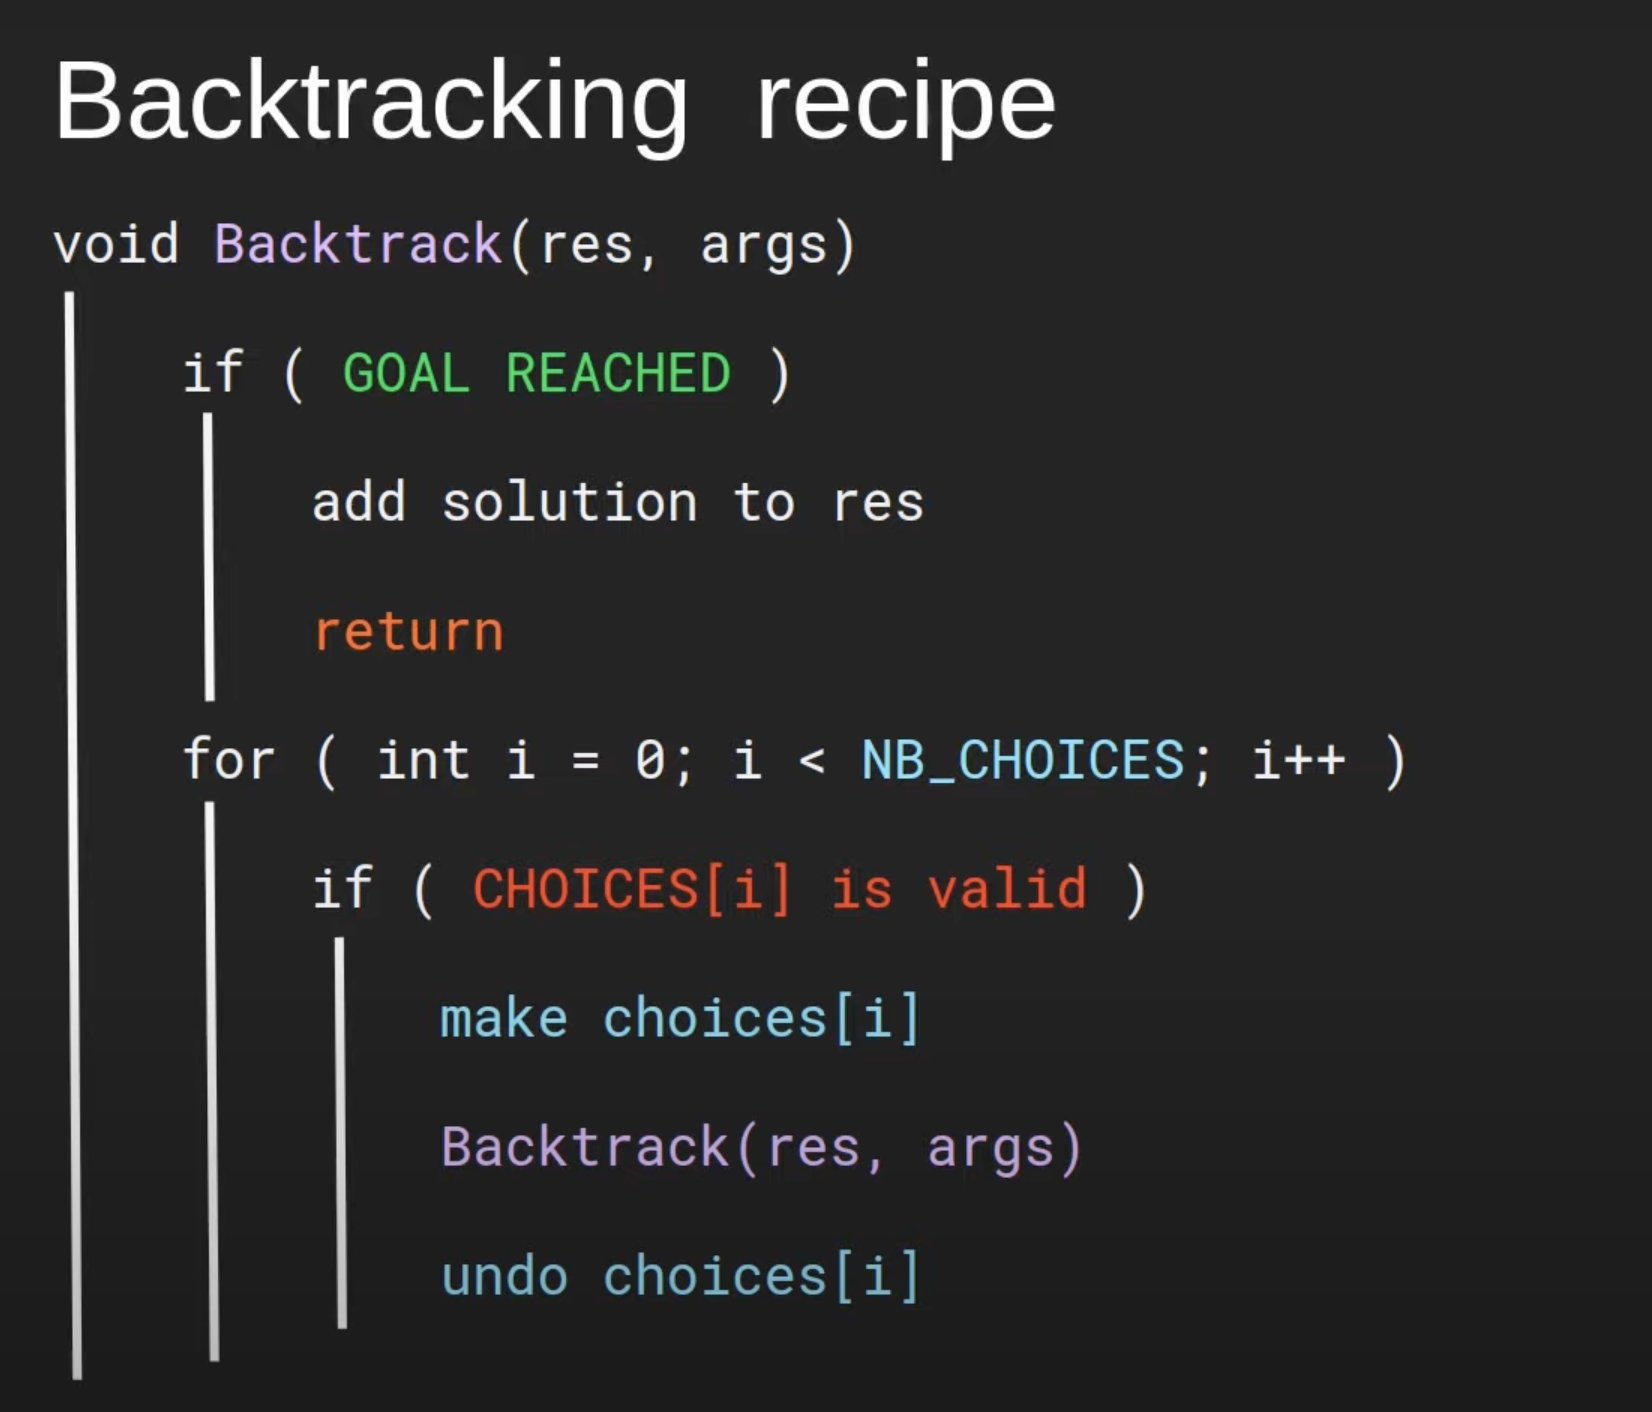 Backtracking recipe
void Backtrack(res, args)
if ( GOAL REACHED )
add solution to res
return
for ( int i = 0; i < NB_CHOICES; i++ )
if ( CHOICES[i] is valid )
make choices[i]
Backtrack(res, args)
undo choices[i]